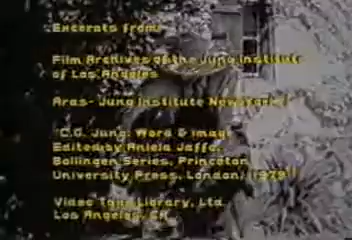 Excerpts from:
Film Archives of the Jung Institute
of Los Angeles
Aras- Jung Institute
"C.G. Jung: Word & Image
Edited by Aniela Jaffe,
Bollingen Series, Princeton
University Press, London, 1979"
Video Tape Library, Ltd.
Los Angeles, CA